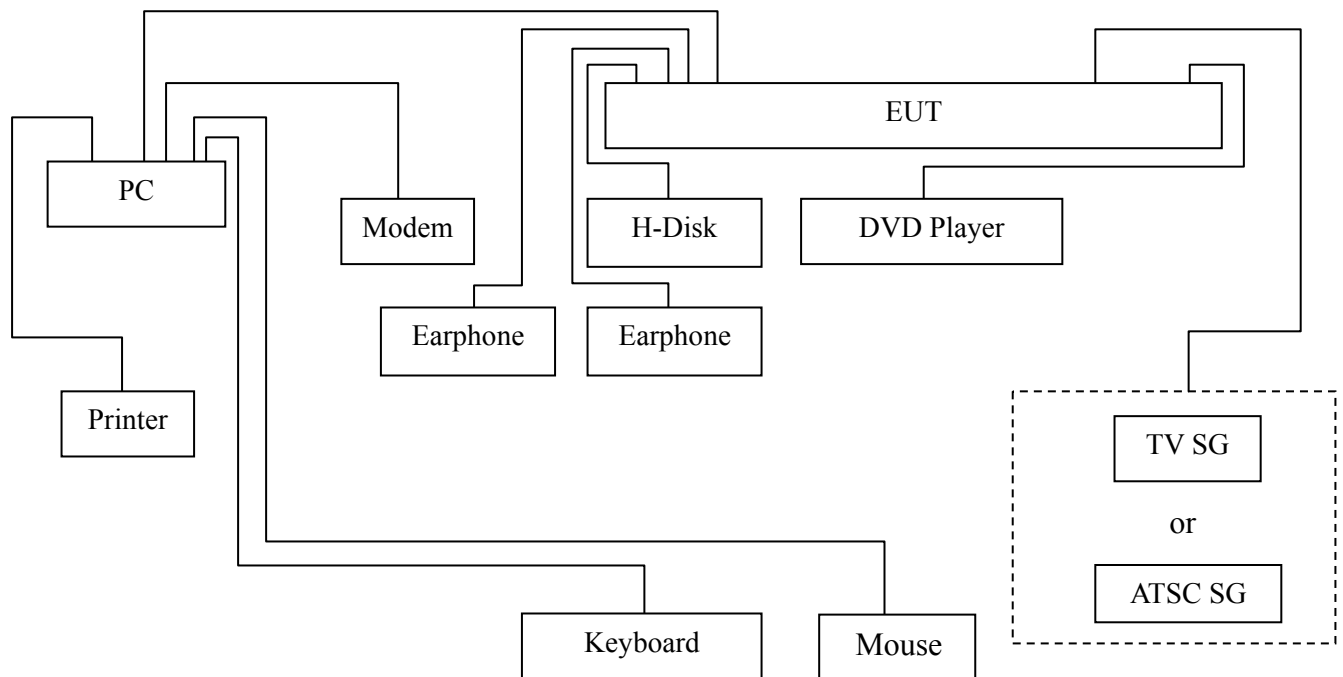 EUT
PC
Modem
H-Disk
DVD Player
Earphone
Earphone
Printer
TV SG
or
ATSC SG
Keyboard
Mouse